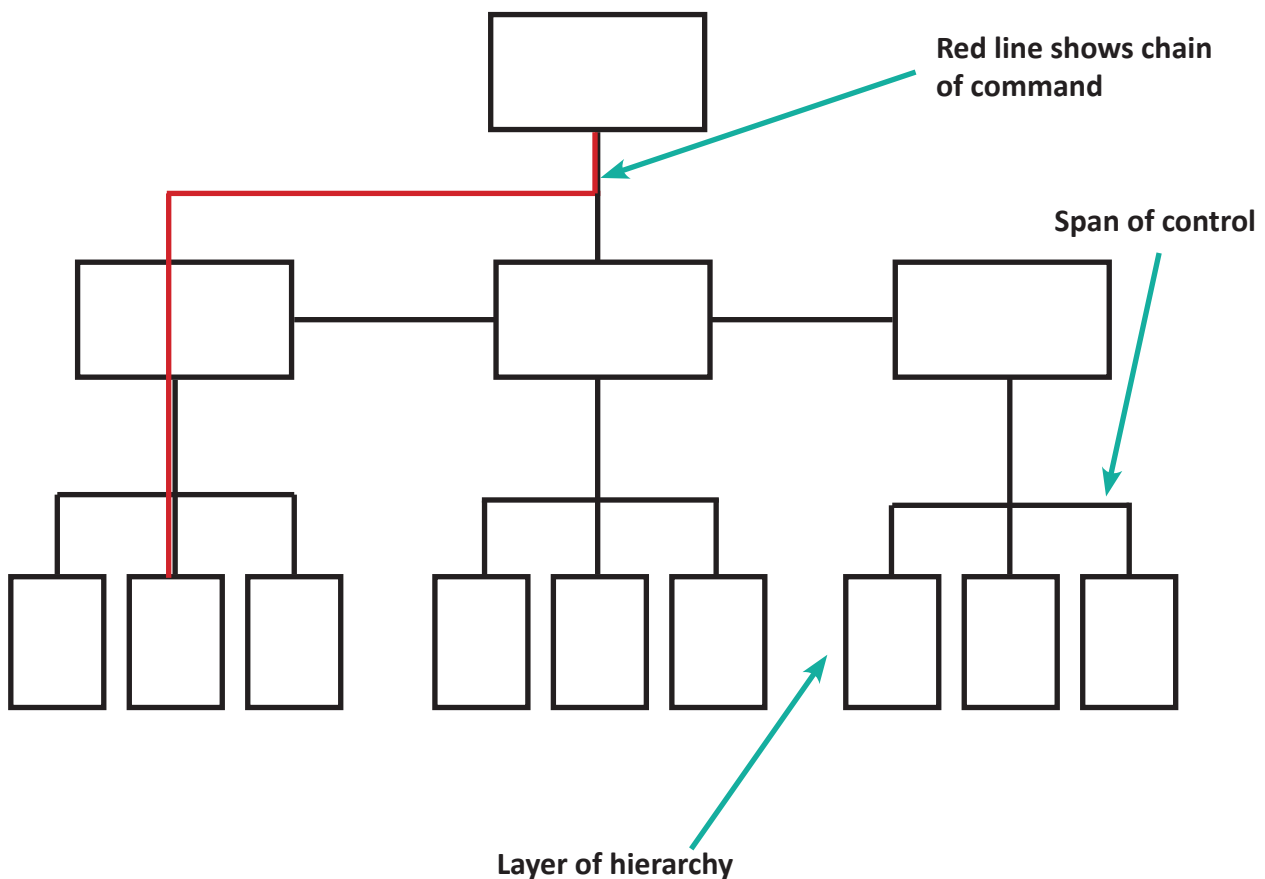 Red line shows chain
of command
Span of control
Layer of hierarchy